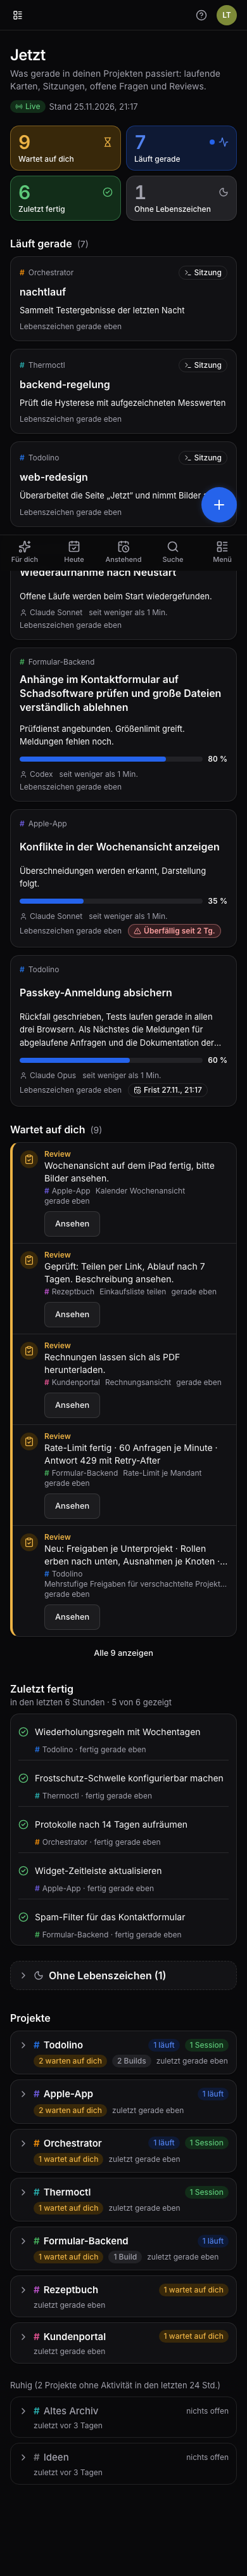 LT
Jetzt
Was gerade in deinen Projekten passiert: laufende
Karten, Sitzungen, offene Fragen und Reviews.
Live Stand 25.11.2026, 21:17
9
Wartet auf dich
7
Läuft gerade
6
Zuletzt fertig
1
Ohne Lebenszeichen
Läuft gerade (7)
# Orchestrator Sitzung
nachtlauf
Sammelt Testergebnisse der letzten Nacht
Lebenszeichen gerade eben
# Thermoctl Sitzung
backend-regelung
Prüft die Hysterese mit aufgezeichneten Messwerten
Lebenszeichen gerade eben
# Todolino Sitzung
web-redesign
Überarbeitet die Seite „Jetzt“ und nimmt Bilder
Lebenszeichen gerade eben
Für dich
Heute
Anstehend
Suche
Menü
Wiederaufnahme nach Neustart
Offene Läufe werden beim Start wiedergefunden.
Claude Sonnet seit weniger als 1 Min.
Lebenszeichen gerade eben
# Formular-Backend
Anhänge im Kontaktformular auf
Schadsoftware prüfen und große Dateien
verständlich ablehnen
Prüfdienst angebunden. Größenlimit greift.
Meldungen fehlen noch.
80 %
Codex seit weniger als 1 Min.
Lebenszeichen gerade eben
# Apple-App
Konflikte in der Wochenansicht anzeigen
Überschneidungen werden erkannt, Darstellung
folgt.
35 %
Claude Sonnet seit weniger als 1 Min.
Lebenszeichen gerade eben Überfällig seit 2 Tg.
# Todolino
Passkey-Anmeldung absichern
Rückfall geschrieben, Tests laufen gerade in allen
drei Browsern. Als Nächstes die Meldungen für
abgelaufene Anfragen und die Dokumentation der…
60 %
Claude Opus seit weniger als 1 Min.
Lebenszeichen gerade eben Frist 27.11., 21:17
Wartet auf dich (9)
Review
Wochenansicht auf dem iPad fertig, bitte
Bilder ansehen.
# Apple-App Kalender Wochenansicht
gerade eben
Ansehen
Review
Geprüft: Teilen per Link, Ablauf nach 7
Tagen. Beschreibung ansehen.
# Rezeptbuch Einkaufsliste teilen gerade eben
Ansehen
Review
Rechnungen lassen sich als PDF
herunterladen.
# Kundenportal Rechnungsansicht gerade eben
Ansehen
Review
Rate-Limit fertig · 60 Anfragen je Minute ·
Antwort 429 mit Retry-After
# Formular-Backend Rate-Limit je Mandant
gerade eben
Ansehen
Review
Neu: Freigaben je Unterprojekt · Rollen
erben nach unten, Ausnahmen je Knoten ·…
# Todolino
Mehrstufige Freigaben für verschachtelte Projekt…
gerade eben
Ansehen
Alle 9 anzeigen
Zuletzt fertig
in den letzten 6 Stunden · 5 von 6 gezeigt
Wiederholungsregeln mit Wochentagen
# Todolino · fertig gerade eben
Frostschutz-Schwelle konfigurierbar machen
# Thermoctl · fertig gerade eben
Protokolle nach 14 Tagen aufräumen
# Orchestrator · fertig gerade eben
Widget-Zeitleiste aktualisieren
# Apple-App · fertig gerade eben
Spam-Filter für das Kontaktformular
# Formular-Backend · fertig gerade eben
Ohne Lebenszeichen (1)
Projekte
# Todolino 1 läuft 1 Session
2 warten auf dich 2 Builds zuletzt gerade eben
# Apple-App 1 läuft
2 warten auf dich zuletzt gerade eben
# Orchestrator 1 läuft 1 Session
1 wartet auf dich zuletzt gerade eben
# Thermoctl 1 Session
1 wartet auf dich zuletzt gerade eben
# Formular-Backend 1 läuft
1 wartet auf dich 1 Build zuletzt gerade eben
# Rezeptbuch 1 wartet auf dich
zuletzt gerade eben
# Kundenportal 1 wartet auf dich
zuletzt gerade eben
Ruhig (2 Projekte ohne Aktivität in den letzten 24 Std.)
# Altes Archiv nichts offen
zuletzt vor 3 Tagen
# Ideen nichts offen
zuletzt vor 3 Tagen